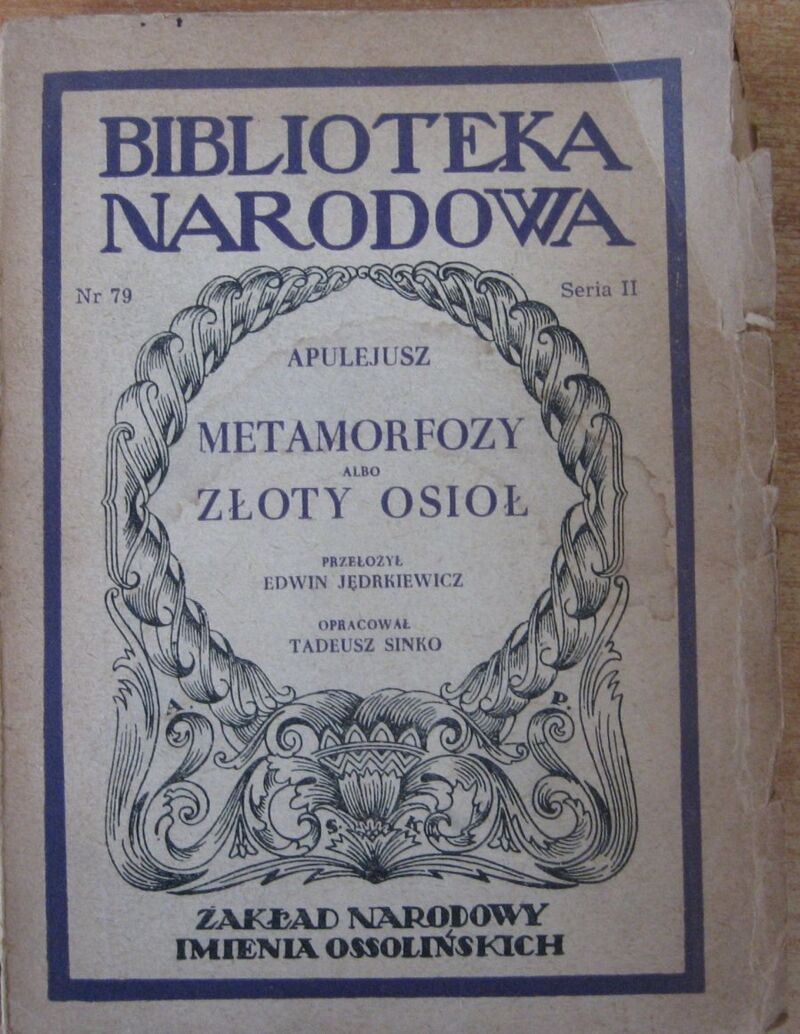 BIBLIOTEKA
NARODOWA
Nr 79
Seria II
APULEJUSZ
METAMORFOZY
ALBO
ZŁOTY OSIOŁ
PRZEŁOŻYŁ
EDWIN JĘDRKIEWICZ
OPRACOWAŁ
TADEUSZ SINKO
A. P.
S. A.
ZAKŁAD NARODOWY
IMIENIA OSSOLIŃSKICH